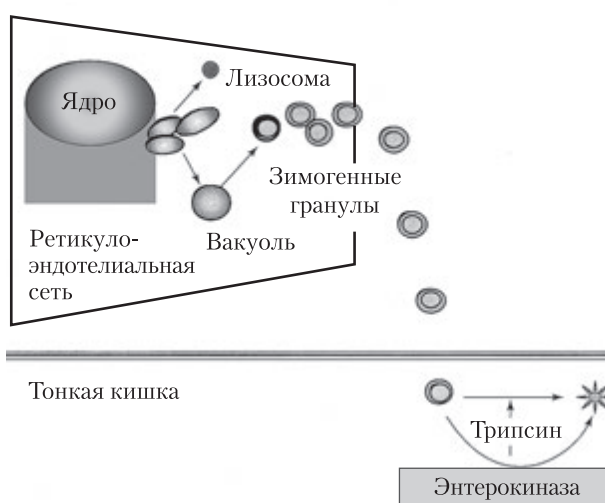 Ядро
Лизосома
Зимогенные
гранулы
Ретикуло-
эндотелиальная
сеть
Вакуоль
Тонкая кишка
Трипсин
Энтерокиназа